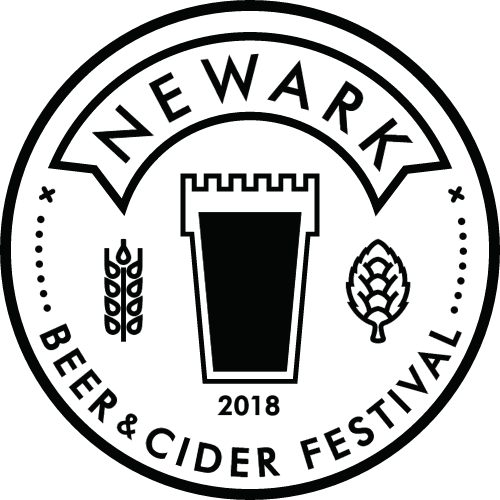 NEWARK
2018
BEER & CIDER FESTIVAL